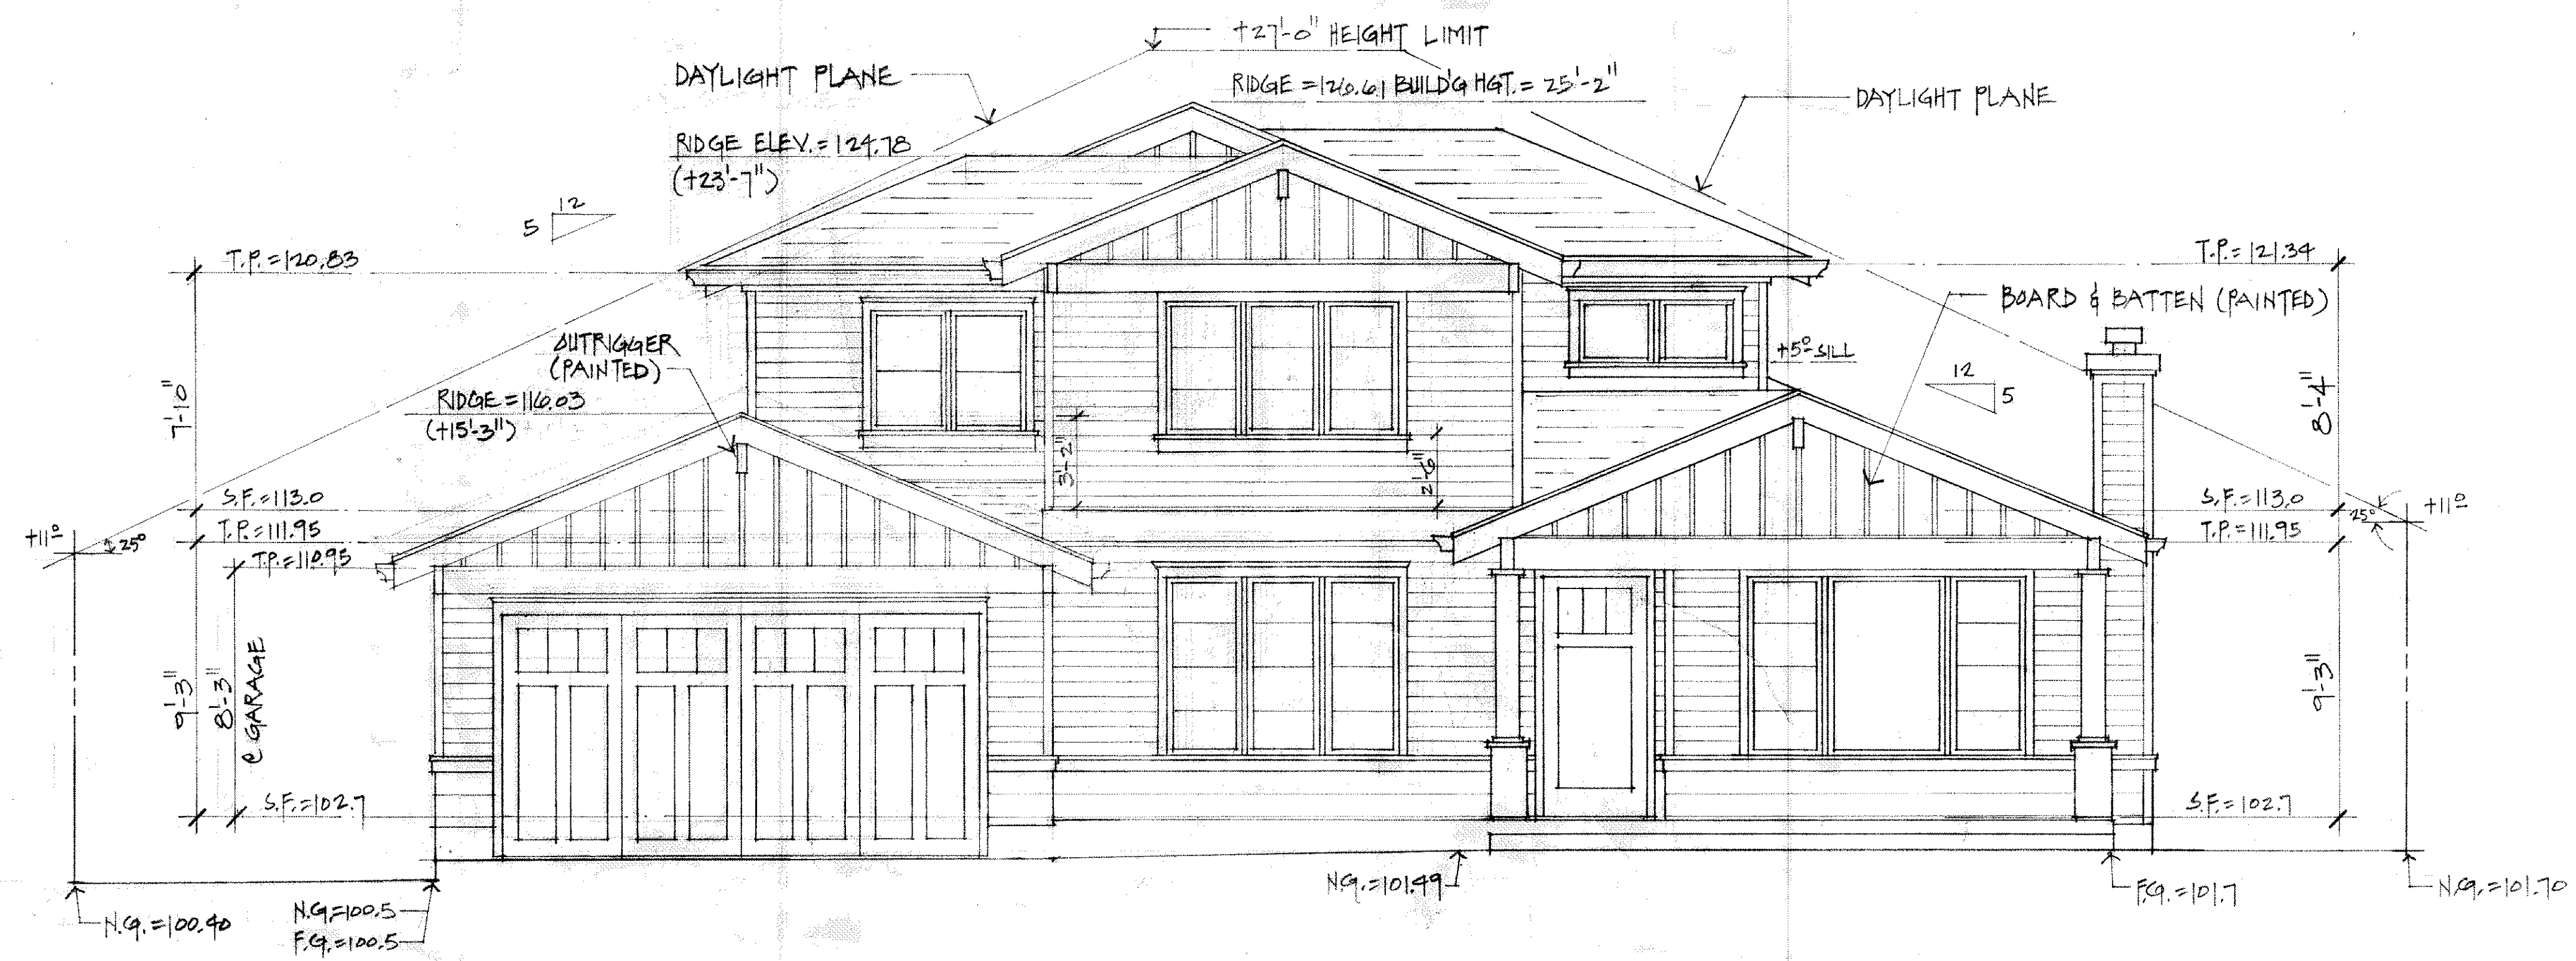 +27'-0" HEIGHT LIMIT
DAYLIGHT PLANE
RIDGE = 126.61 BUILD'G HGT. = 25'-2"
DAYLIGHT PLANE
RIDGE ELEV. = 124.78
(+23'-7")
12
5
T.P. = 120.83
T.P. = 121.34
BOARD & BATTEN (PAINTED)
OUTRIGGER
(PAINTED)
+5⁰ SILL
12
5
RIDGE = 116.03
(+15'-3")
7'-10"
8'-4"
3'-2"
2'-6"
S.F. = 113.0
T.P. = 111.95
T.P. = 110.95
+11⁰
25°
S.F. = 113.0
T.P. = 111.95
25°
+11⁰
9'-3"
8'-3"
@ GARAGE
9'-3"
S.F. = 102.7
S.F. = 102.7
N.G. = 100.40
N.G. = 100.5
F.G. = 100.5
N.G. = 101.49
F.G. = 101.7
N.G. = 101.70